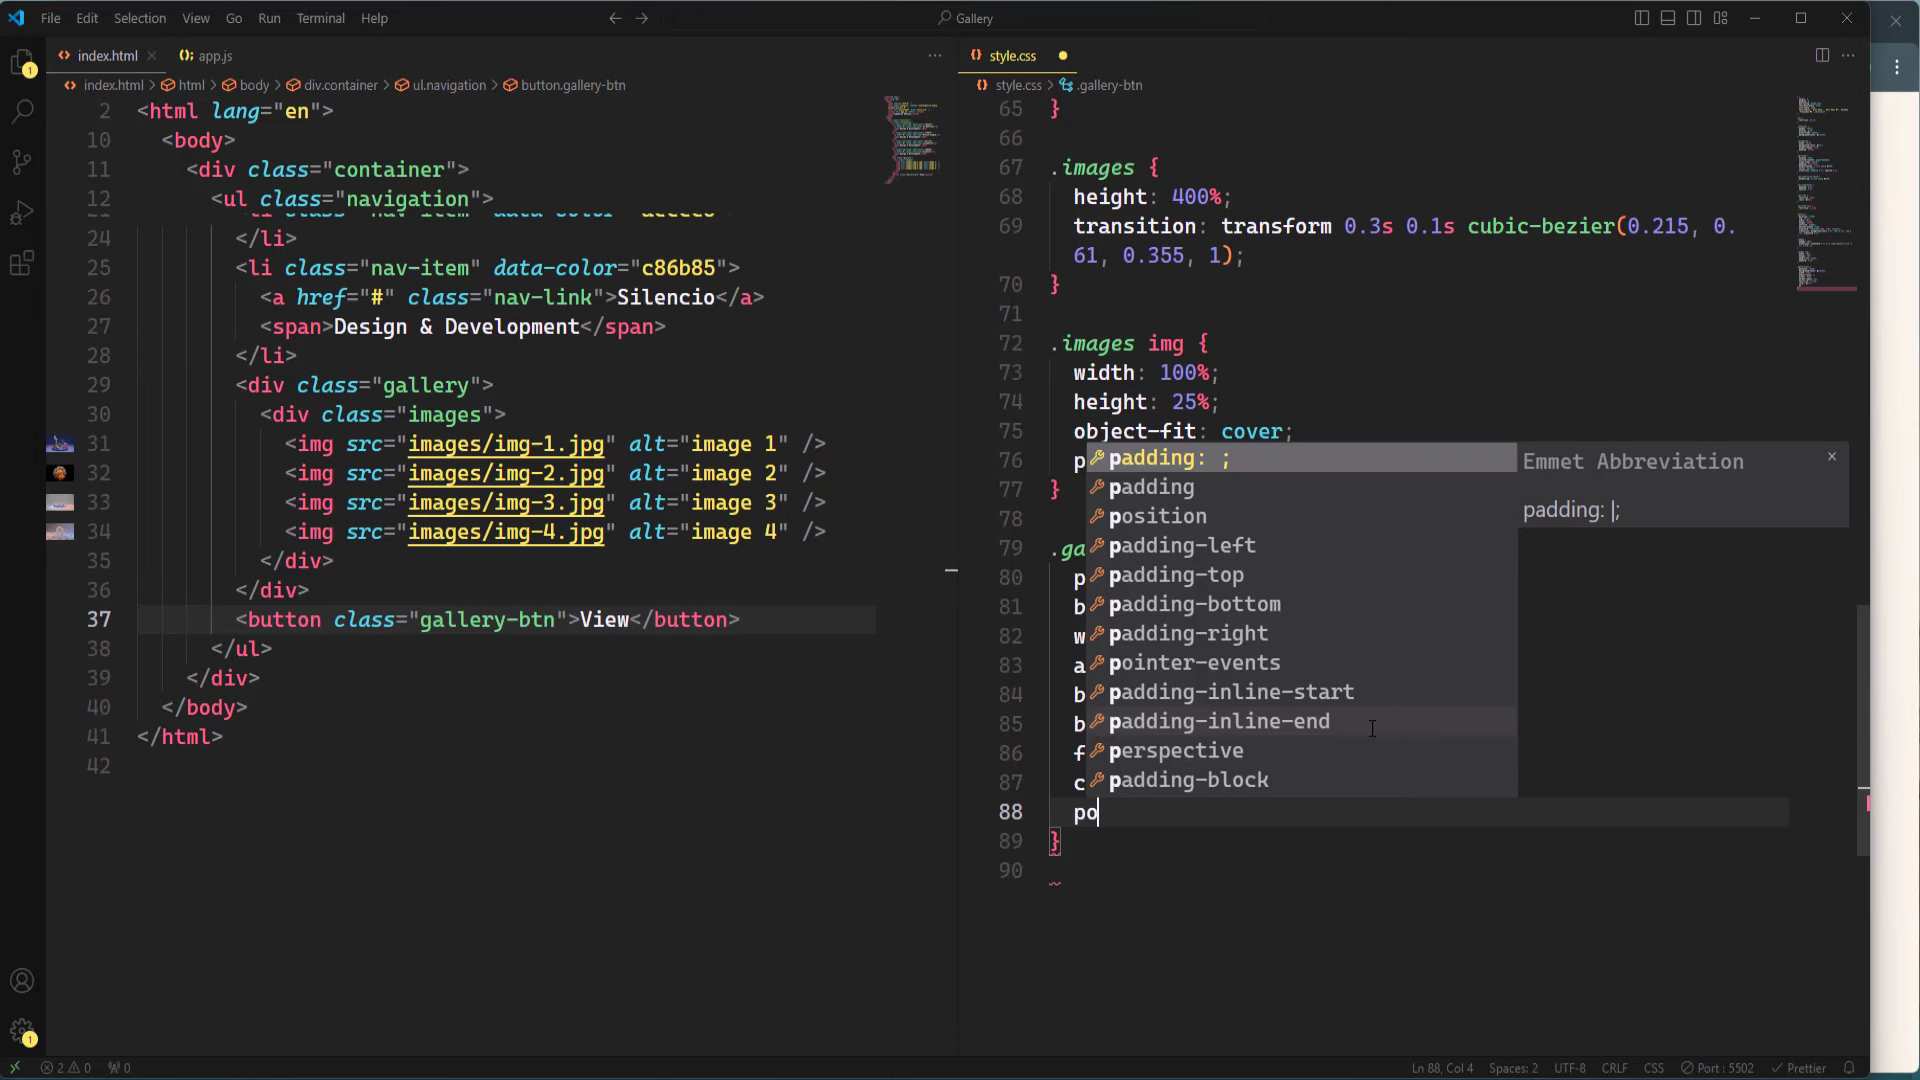 File Edit Selection View Go Run Terminal Help
Gallery
index.html
app.js
style.css
index.html > html > body > div.container > ul.navigation > button.gallery-btn
style.css > .gallery-btn
2 <html lang="en">
10 <body>
11 <div class="container">
12 <ul class="navigation">
24 </li>
25 <li class="nav-item" data-color="c86b85">
26 <a href="#" class="nav-link">Silencio</a>
27 <span>Design & Development</span>
28 </li>
29 <div class="gallery">
30 <div class="images">
31 <img src="images/img-1.jpg" alt="image 1" />
32 <img src="images/img-2.jpg" alt="image 2" />
33 <img src="images/img-3.jpg" alt="image 3" />
34 <img src="images/img-4.jpg" alt="image 4" />
35 </div>
36 </div>
37 <button class="gallery-btn">View</button>
38 </ul>
39 </div>
40 </body>
41 </html>
42
65 }
66
67 .images {
68 height: 400%;
69 transition: transform 0.3s 0.1s cubic-bezier(0.215, 0.
61, 0.355, 1);
70 }
71
72 .images img {
73 width: 100%;
74 height: 25%;
75 object-fit: cover;
76 p
77 }
78
79 .ga
80 p
81 b
82 w
83 a
84 b
85 b
86 f
87 c
88 po
89 }
90
padding: ;
padding
position
padding-left
padding-top
padding-bottom
padding-right
pointer-events
padding-inline-start
padding-inline-end
perspective
padding-block
Emmet Abbreviation
padding: |;
1
1
2 0 0
Ln 88, Col 4 Spaces: 2 UTF-8 CRLF CSS Port : 5502 Prettier